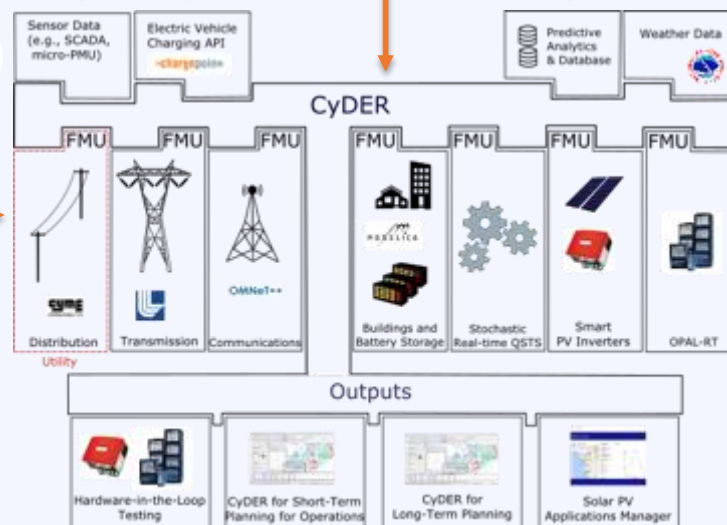 Sensor Data
(e.g., SCADA,
micro-PMU)
Electric Vehicle
Charging API
-chargepoin+
Predictive
Analytics
& Database
Weather Data
CyDER
FMU
FMU
FMU
FMU
FMU
FMU
FMU
MODELICA
CYME
OMNeT++
Distribution
Transmission
Communications
Buildings and
Battery Storage
Stochastic
Real-time QSTS
Smart
PV Inverters
OPAL-RT
Utility
Outputs
Hardware-in-the-Loop
Testing
CyDER for Short-Term
Planning for Operations
CyDER for
Long-Term Planning
Solar PV
Applications Manager